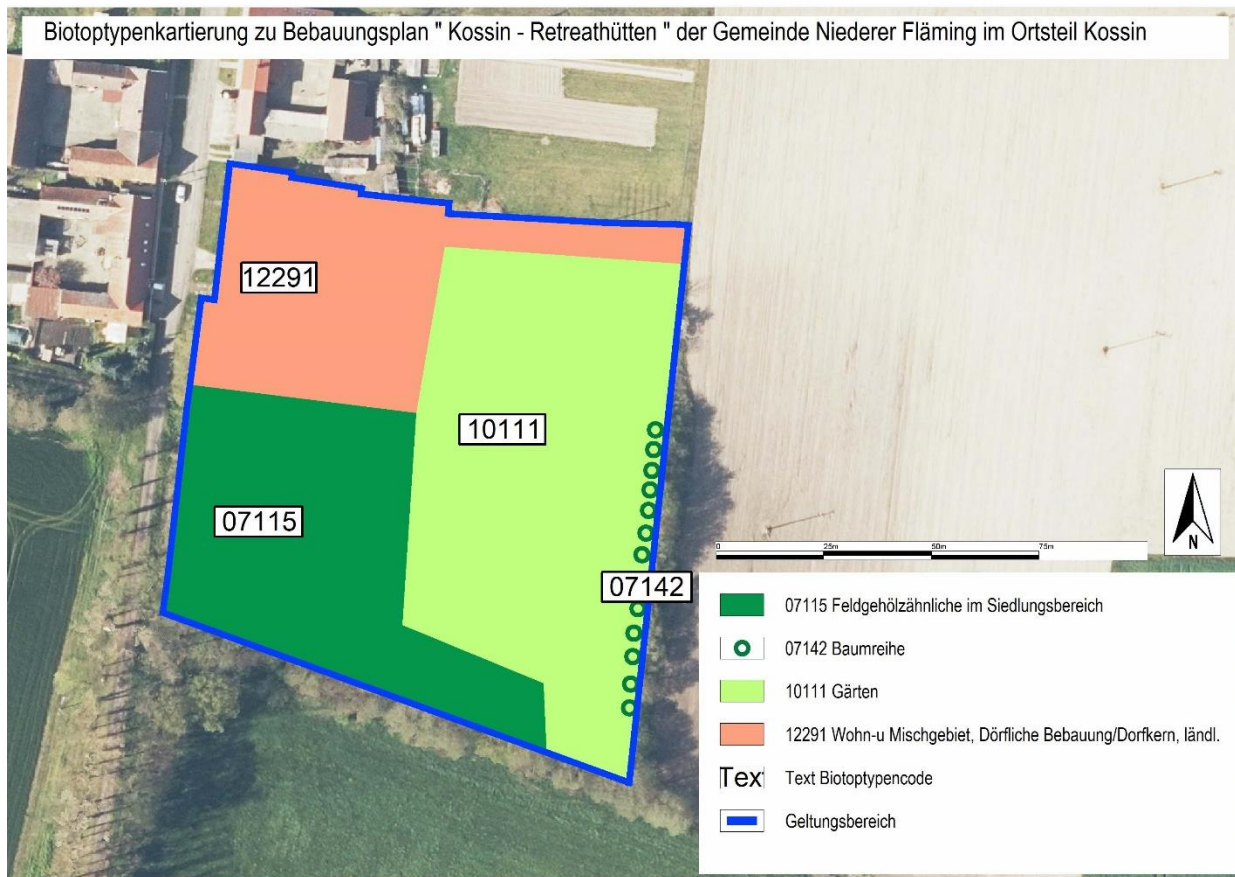 Biotoptypenkartierung zu Bebauungsplan " Kossin - Retreathütten " der Gemeinde Niederer Fläming im Ortsteil Kossin
12291
10111
07115
07142
0 25m 50m 75m
N
07115 Feldgehölzähnliche im Siedlungsbereich
07142 Baumreihe
10111 Gärten
12291 Wohn-u Mischgebiet, Dörfliche Bebauung/Dorfkern, ländl.
Text Text Biotoptypencode
Geltungsbereich